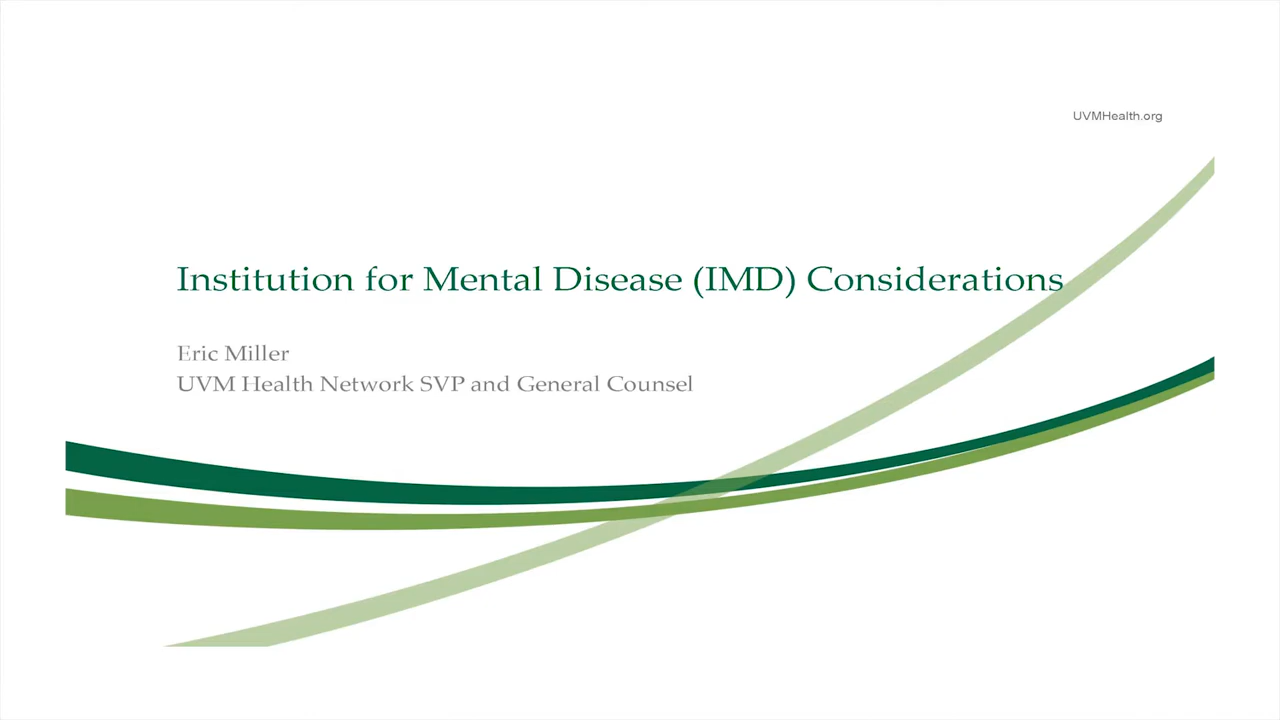 UVMHealth.org
Institution for Mental Disease (IMD) Considerations
Eric Miller
UVM Health Network SVP and General Counsel